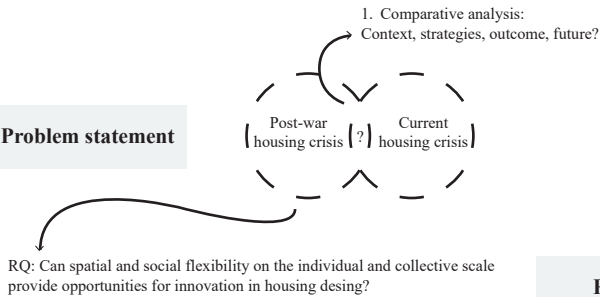 1. Comparative analysis:
Context, strategies, outcome, future?
Problem statement
Post-war
housing crisis
?
Current
housing crisis
RQ: Can spatial and social flexibility on the individual and collective scale
provide opportunities for innovation in housing desing?